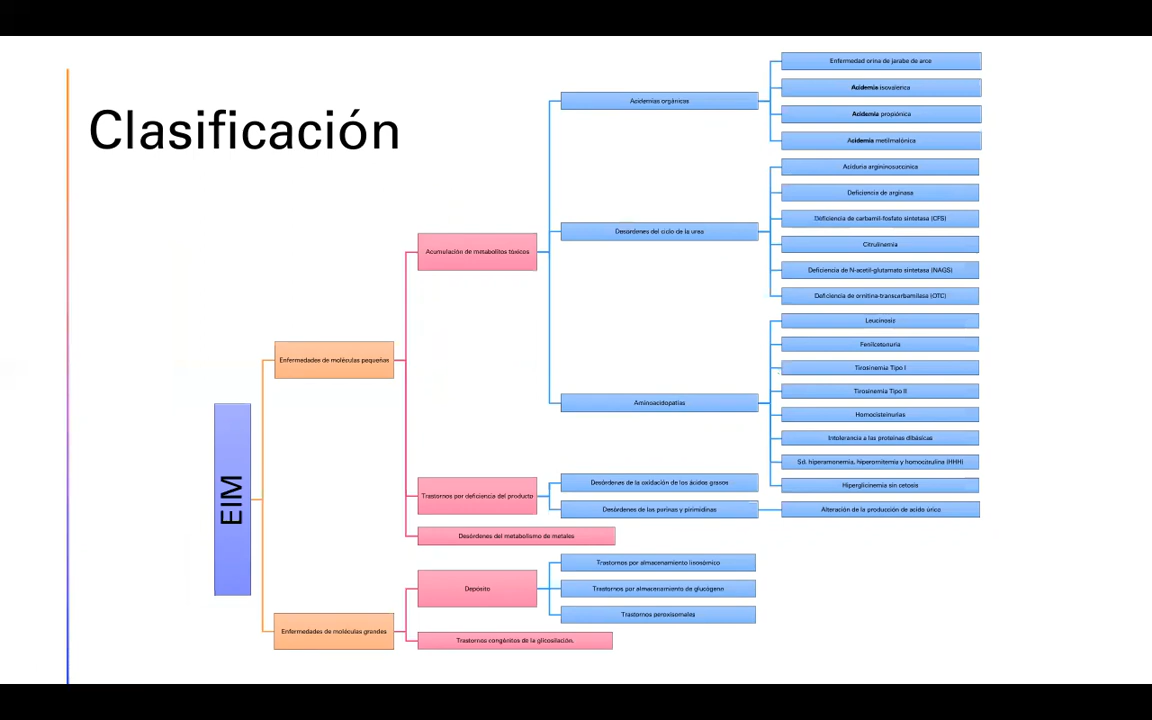 Clasificación
EIM
Enfermedades de moléculas pequeñas
Acumulación de metabolitos tóxicos
Acidemias orgánicas
Enfermedad orina de jarabe de arce
Acidemia isovalerica
Acidemia propiónica
Acidemia metilmalónica
Desórdenes del ciclo de la urea
Aciduria argininosuccinica
Deficiencia de arginasa
Deficiencia de carbamil-fosfato sintetasa (CFS)
Citrulinemia
Deficiencia de N-acetil-glutamato sintetasa (NAGS)
Deficiencia de ornitina-transcarbamilasa (OTC)
Aminoacidopatías
Leucinosis
Fenilcetonuria
Tirosinemia Tipo I
Tirosinemia Tipo II
Homocisteinurias
Intolerancia a las proteínas dibásicas
Sd. hiperamonemia, hiperornitemia y homocitrulina (HHH)
Hiperglicinemia sin cetosis
Trastornos por deficiencia del producto
Desórdenes de la oxidación de los ácidos grasos
Desórdenes de las purinas y pirimidinas
Alteración de la producción de acido úrico
Desórdenes del metabolismo de metales
Enfermedades de moléculas grandes
Depósito
Trastornos por almacenamiento lisosómico
Trastornos por almacenamiento de glucógeno
Trastornos peroxisomales
Trastornos congénitos de la glicosilación.